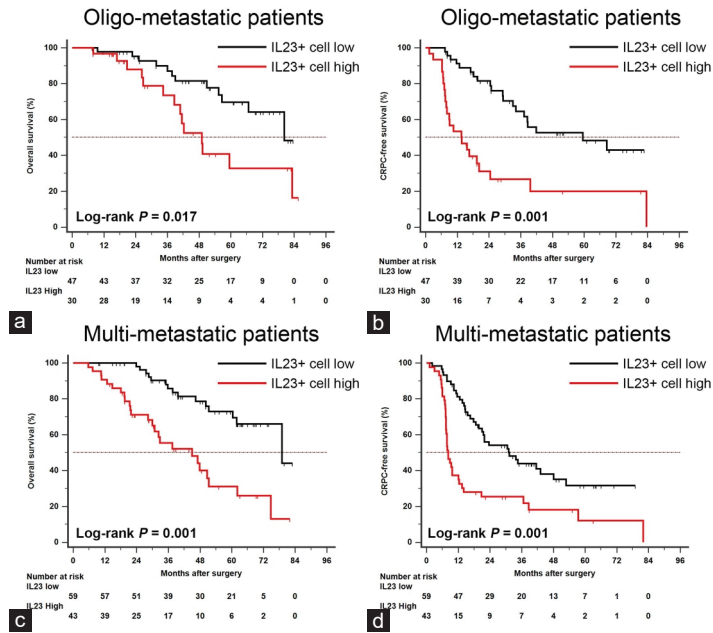 Oligo-metastatic patients
IL23+ cell low
IL23+ cell high
100
80
60
40
20
0
Overall survival (%)
Log-rank P = 0.017
0 12 24 36 48 60 72 84 96
Months after surgery
Number at risk
IL23 low
47 43 37 32 25 17 9 0 0
IL23 High
30 28 19 14 9 4 4 1 0
a
Oligo-metastatic patients
IL23+ cell low
IL23+ cell high
100
80
60
40
20
0
CRPC-free survival (%)
Log-rank P = 0.001
0 12 24 36 48 60 72 84 96
Months after surgery
Number at risk
IL23 low
47 39 30 22 17 11 6 0
IL23 High
30 16 7 4 3 2 2 0
b
Multi-metastatic patients
IL23+ cell low
IL23+ cell high
100
80
60
40
20
0
Overall survival (%)
Log-rank P = 0.001
0 12 24 36 48 60 72 84 96
Months after surgery
Number at risk
IL23 low
59 57 51 39 30 21 5 0
IL23 High
43 39 25 17 10 6 2 0
c
Multi-metastatic patients
IL23+ cell low
IL23+ cell high
100
80
60
40
20
0
CRPC-free survival (%)
Log-rank P = 0.001
0 12 24 36 48 60 72 84 96
Months after surgery
Number at risk
IL23 low
59 47 29 20 13 7 1 0
IL23 High
43 15 9 7 4 2 1 0
d